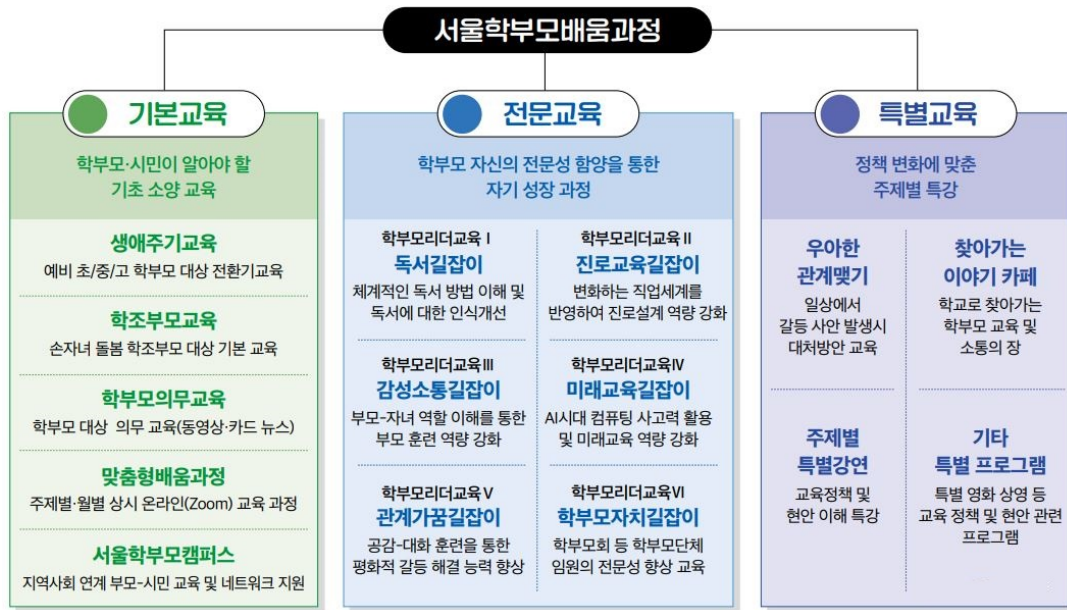 서울학부모배움과정
기본교육
학부모·시민이 알아야 할
기초 소양 교육
생애주기교육
예비 초/중/고 학부모 대상 전환기교육
학조부모교육
손자녀 돌봄 학조부모 대상 기본 교육
학부모의무교육
학부모 대상 의무 교육(동영상·카드 뉴스)
맞춤형배움과정
주제별·월별 상시 온라인(Zoom) 교육 과정
서울학부모캠퍼스
지역사회 연계 부모-시민 교육 및 네트워크 지원
전문교육
학부모 자신의 전문성 함양을 통한
자기 성장 과정
학부모리더교육 Ⅰ
독서길잡이
체계적인 독서 방법 이해 및
독서에 대한 인식개선
학부모리더교육 Ⅱ
진로교육길잡이
변화하는 직업세계를
반영하여 진로설계 역량 강화
학부모리더교육Ⅲ
감성소통길잡이
부모-자녀 역할 이해를 통한
부모 훈련 역량 강화
학부모리더교육Ⅳ
미래교육길잡이
AI시대 컴퓨팅 사고력 활용
및 미래교육 역량 강화
학부모리더교육 Ⅴ
관계가꿈길잡이
공감-대화 훈련을 통한
평화적 갈등 해결 능력 향상
학부모리더교육Ⅵ
학부모자치길잡이
학부모회 등 학부모단체
임원의 전문성 향상 교육
특별교육
정책 변화에 맞춘
주제별 특강
우아한
관계맺기
일상에서
갈등 사안 발생시
대처방안 교육
찾아가는
이야기 카페
학교로 찾아가는
학부모 교육 및
소통의 장
주제별
특별강연
교육정책 및
현안 이해 특강
기타
특별 프로그램
특별 영화 상영 등
교육 정책 및 현안 관련
프로그램